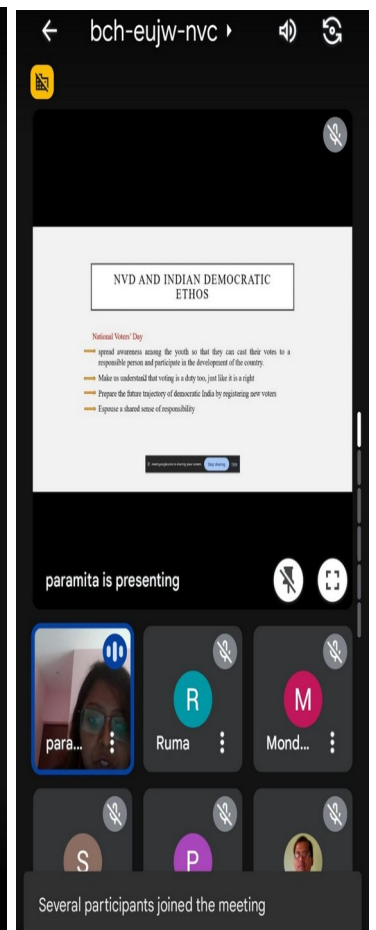 bch-eujw-nvc
NVD AND INDIAN DEMOCRATIC
ETHOS
National Voters' Day
spread awareness among the youth so that they can cast their votes to a
responsible person and participate in the development of the country.
Make us understand that voting is a duty too, just like it is a right
Prepare the future trajectory of democratic India by registering new voters
Espouse a shared sense of responsibility
Stop sharing
Hide
paramita is presenting
para...
R
Ruma
M
Mond...
S
P
Several participants joined the meeting